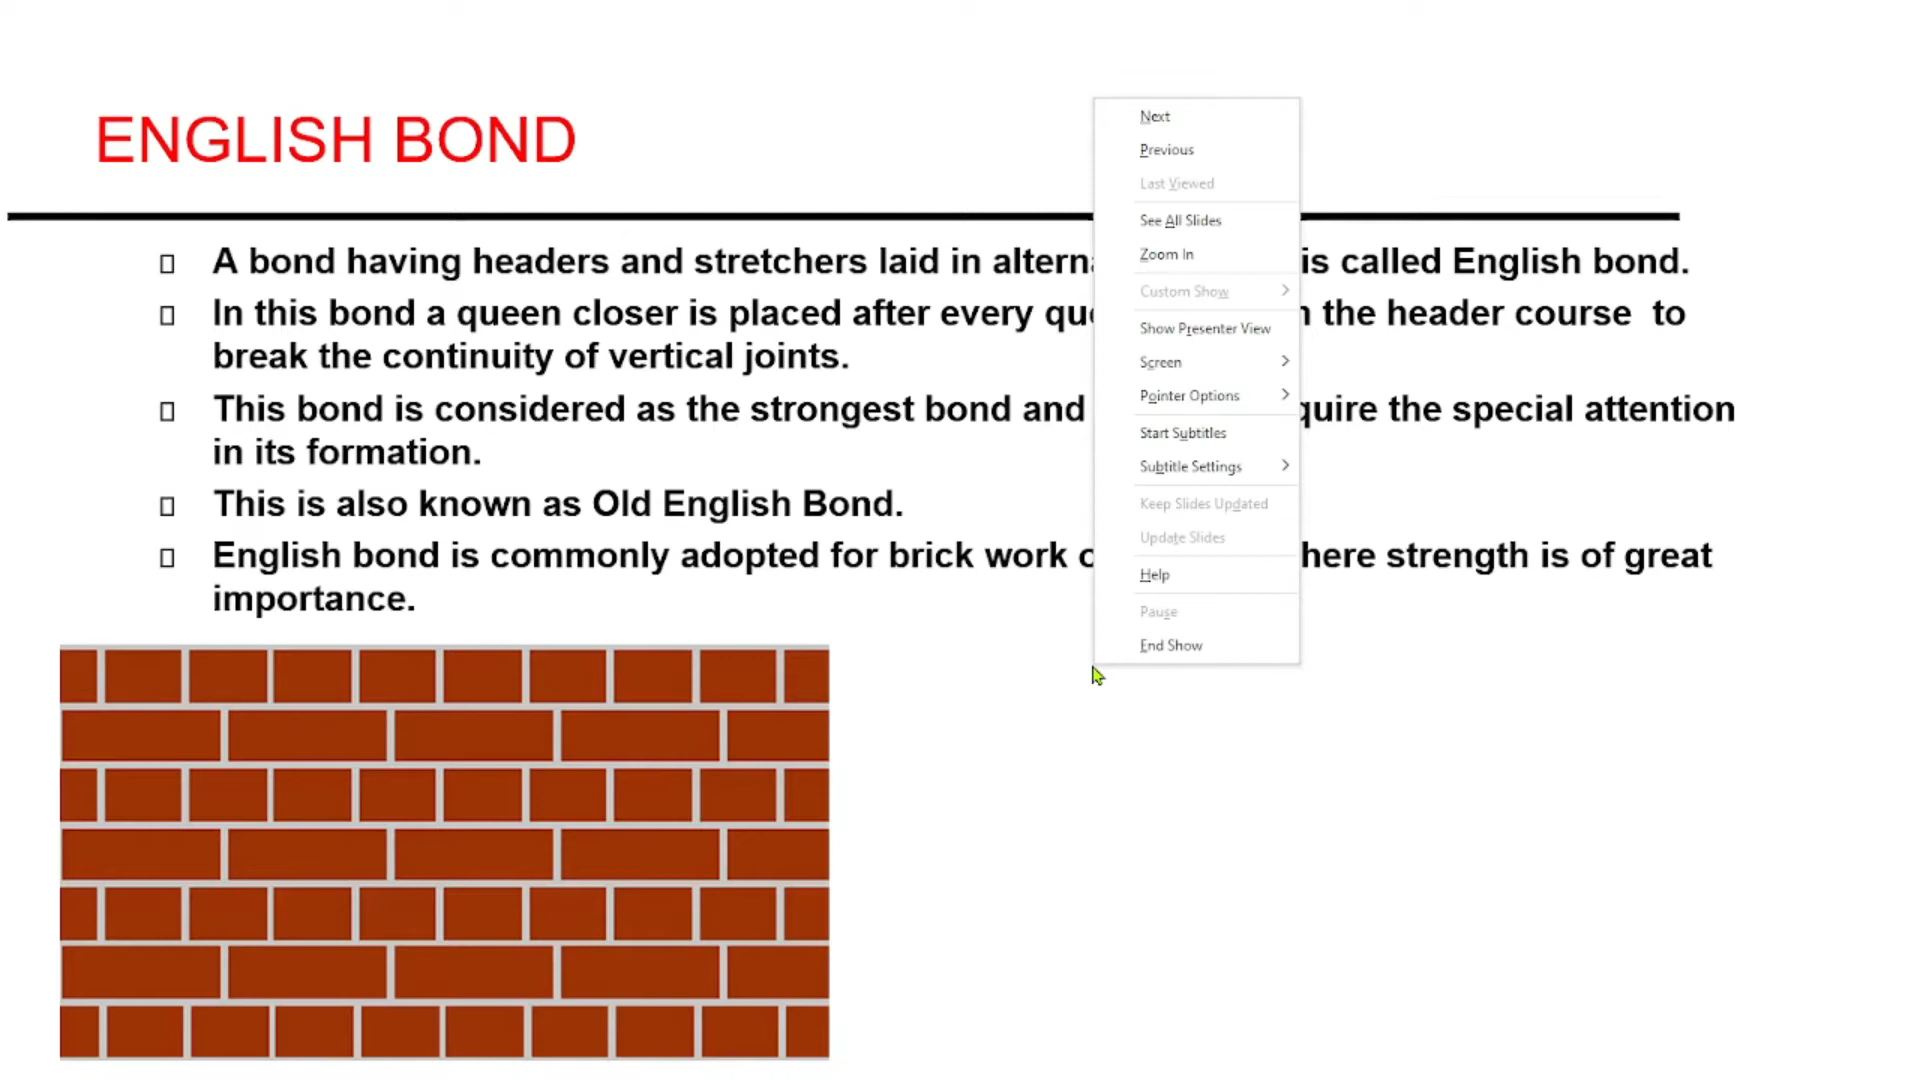 ENGLISH BOND
A bond having headers and stretchers laid in is called English bond.
In this bond a queen closer is placed after every the header course to
break the continuity of vertical joints.
This bond is considered as the strongest bond and the special attention
in its formation.
This is also known as Old English Bond.
English bond is commonly adopted for brick work strength is of great
importance.
Next
Previous
Last Viewed
See All Slides
Zoom In
Custom Show
Show Presenter View
Screen
Pointer Options
Start Subtitles
Subtitle Settings
Keep Slides Updated
Update Slides
Help
Pause
End Show